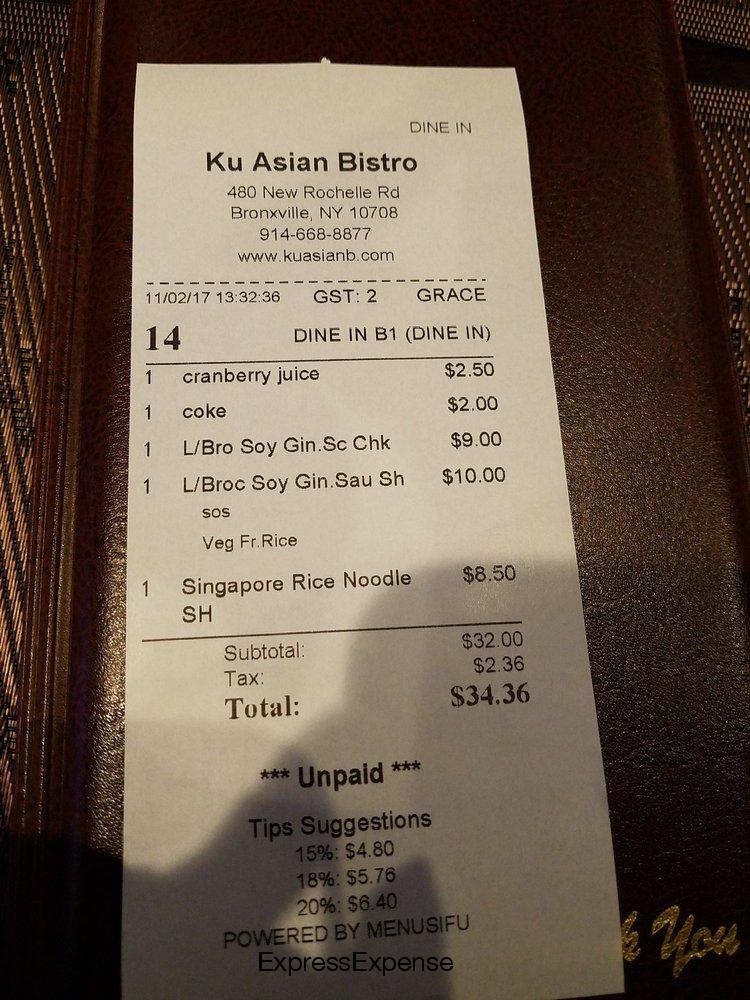 DINE IN
Ku Asian Bistro
480 New Rochelle Rd
Bronxville, NY 10708
914-668-8877
www.kuasianb.com
11/02/17 13:32:36 GST: 2 GRACE
14 DINE IN B1 (DINE IN)
1 cranberry juice $2.50
1 coke $2.00
1 L/Bro Soy Gin.Sc Chk $9.00
1 L/Broc Soy Gin.Sau Sh $10.00
sos
Veg Fr.Rice
1 Singapore Rice Noodle $8.50
SH
Subtotal: $32.00
Tax: $2.36
Total: $34.36
*** Unpaid ***
Tips Suggestions
15%: $4.80
18%: $5.76
20%: $6.40
POWERED BY MENUSIFU
ExpressExpense
k You